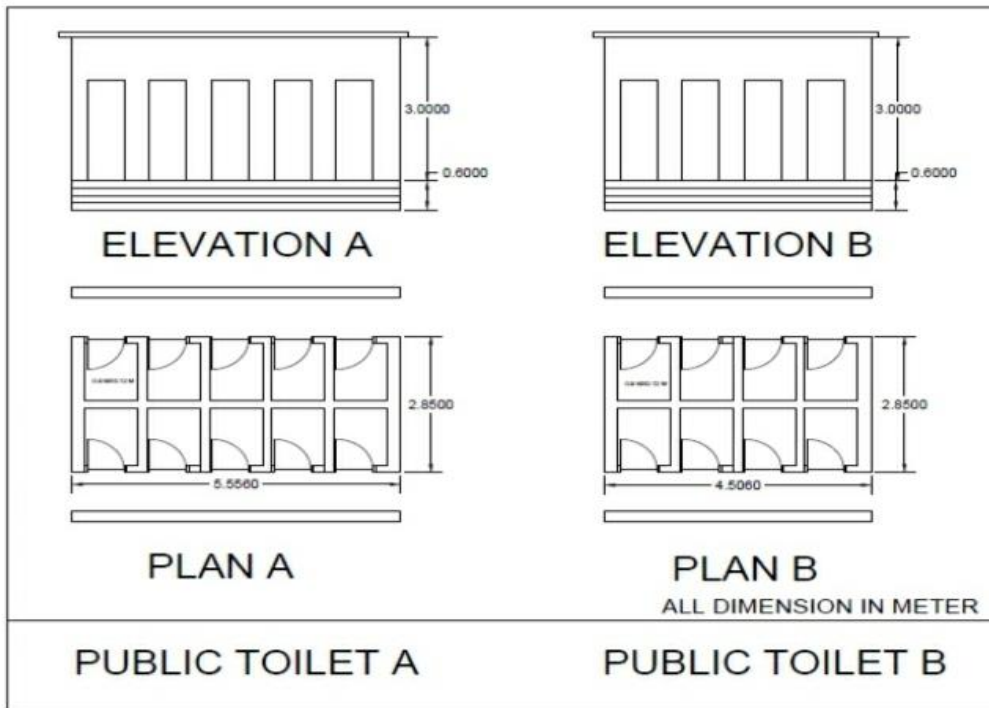 3.0000
0.6000
ELEVATION A
3.0000
0.6000
ELEVATION B
2.8500
5.5560
PLAN A
2.8500
4.5060
PLAN B
ALL DIMENSION IN METER
PUBLIC TOILET A
PUBLIC TOILET B